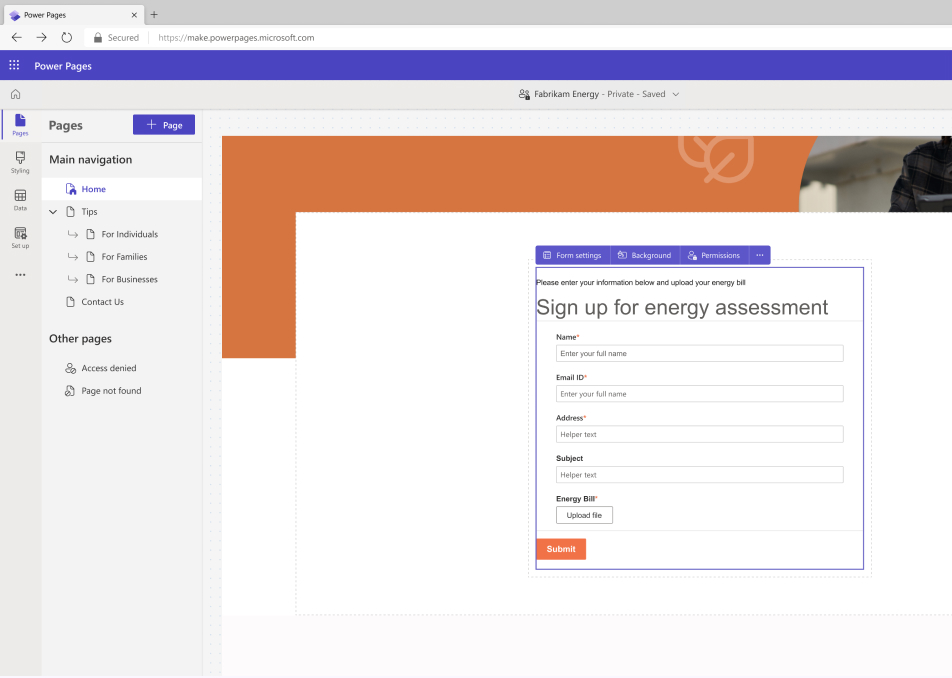 Power Pages
Secured https://make.powerpages.microsoft.com
Power Pages
Fabrikam Energy - Private - Saved
Pages
Styling
Data
Set up
Pages
+ Page
Main navigation
Home
Tips
For Individuals
For Families
For Businesses
Contact Us
Other pages
Access denied
Page not found
Form settings Background Permissions ...
Please enter your information below and upload your energy bill
Sign up for energy assessment
Name*
Enter your full name
Email ID*
Enter your full name
Address*
Helper text
Subject
Helper text
Energy Bill*
Upload file
Submit